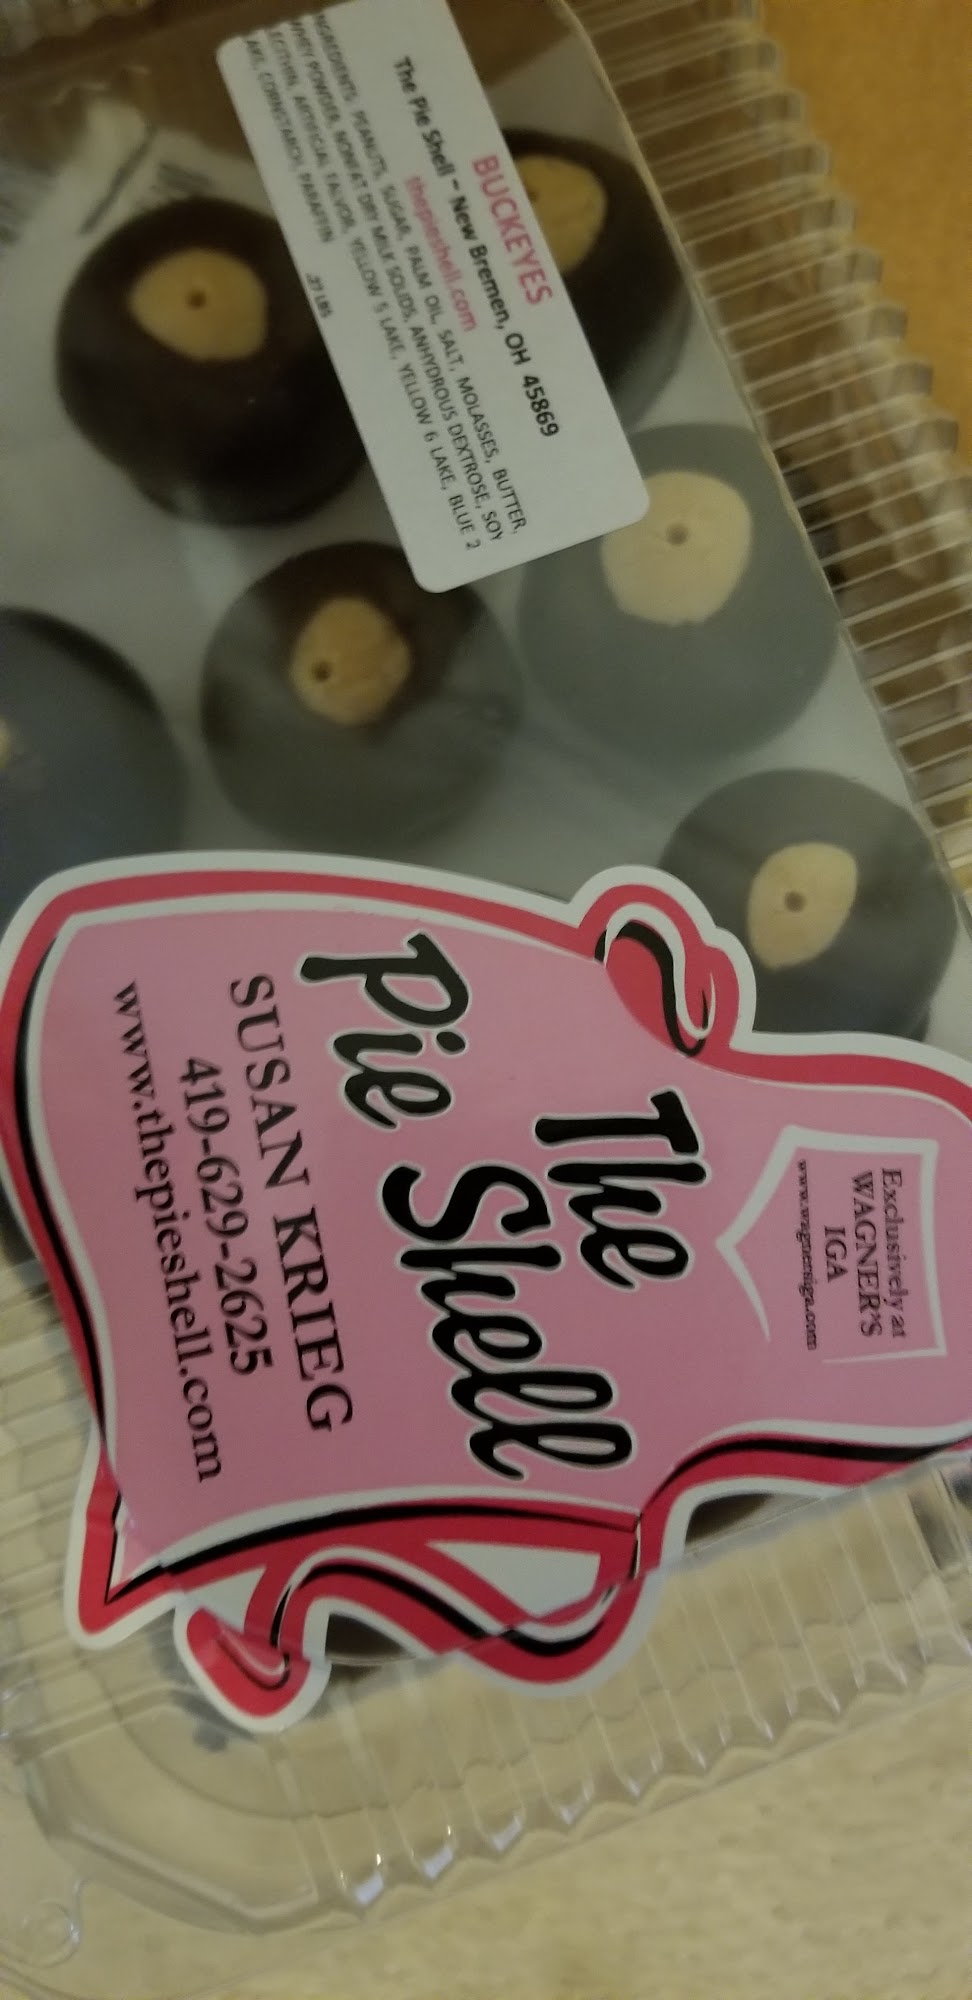 BUCKEYES
The Pie Shell ~ New Bremen, OH 45869
thepieshell.com
INGREDIENTS: PEANUTS, SUGAR, PALM OIL, SALT, MOLASSES, BUTTER,
WHEY POWDER, NONFAT DRY MILK SOLIDS, ANHYDROUS DEXTROSE, SOY
LECITHIN, ARTIFICIAL FALVOR, YELLOW 5 LAKE, YELLOW 6 LAKE, BLUE 2
LAKE, CORNSTARCH, PARAFFIN
.27 LBS
Exclusively at
WAGNER'S
IGA
www.wagnersiga.com
The
Pie Shell
SUSAN KRIEG
419-629-2625
www.thepieshell.com